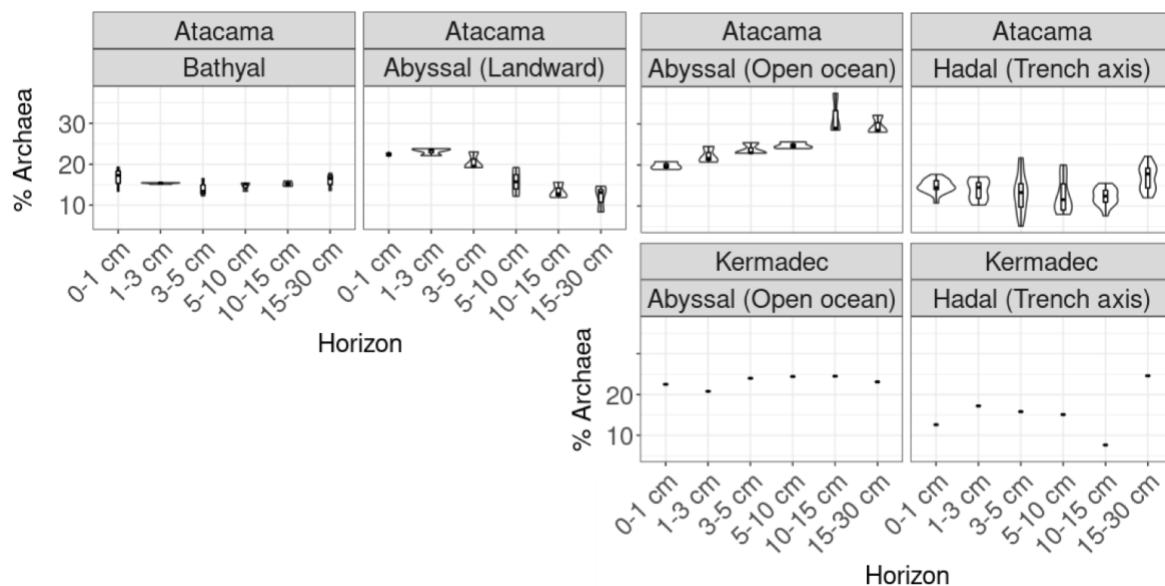 Atacama Atacama Atacama Atacama
Bathyal Abyssal (Landward) Abyssal (Open ocean) Hadal (Trench axis)
% Archaea
30
20
10
0-1 cm 1-3 cm 3-5 cm 5-10 cm 10-15 cm 15-30 cm 0-1 cm 1-3 cm 3-5 cm 5-10 cm 10-15 cm 15-30 cm
Horizon
Kermadec Kermadec
Abyssal (Open ocean) Hadal (Trench axis)
% Archaea
20
10
0-1 cm 1-3 cm 3-5 cm 5-10 cm 10-15 cm 15-30 cm 0-1 cm 1-3 cm 3-5 cm 5-10 cm 10-15 cm 15-30 cm
Horizon